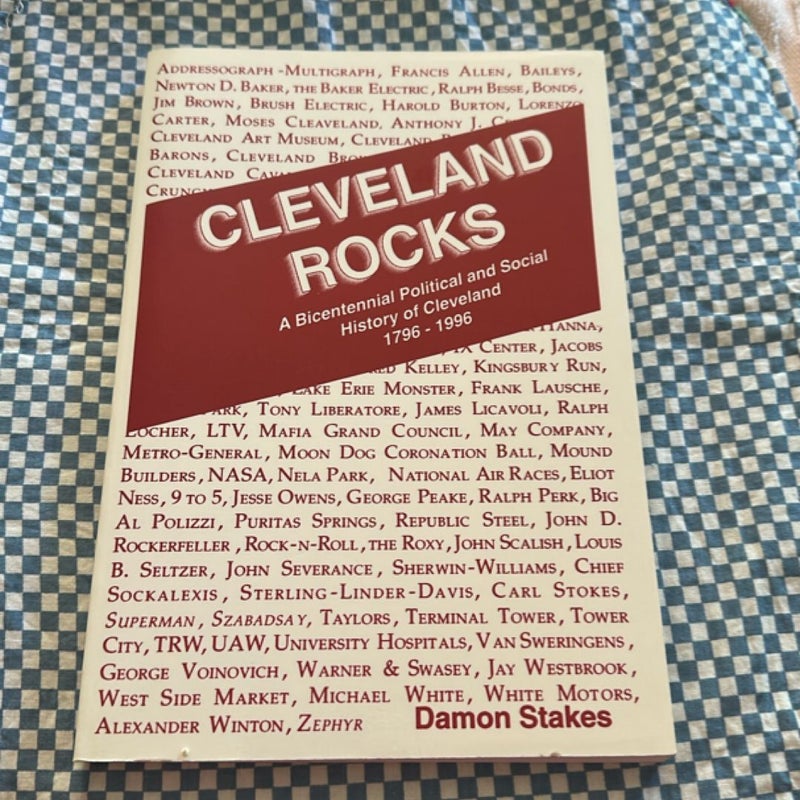 ADDRESSOGRAPH-MULTIGRAPH, FRANCIS ALLEN, BAILEYS,
NEWTON D. BAKER, THE BAKER ELECTRIC, RALPH BESSE, BONDS,
JIM BROWN, BRUSH ELECTRIC, HAROLD BURTON, LORENZO
CARTER, MOSES CLEAVELAND, ANTHONY J.
CLEVELAND ART MUSEUM, CLEVELAND
BARONS, CLEVELAND
CLEVELAND
CLEVELAND
ROCKS
A Bicentennial Political and Social
History of Cleveland
1796 - 1996
HANNA,
IX CENTER, JACOBS
KELLEY, KINGSBURY RUN,
LAKE ERIE MONSTER, FRANK LAUSCHE,
TONY LIBERATORE, JAMES LICAVOLI, RALPH
LOCHER, LTV, MAFIA GRAND COUNCIL, MAY COMPANY,
METRO-GENERAL, MOON DOG CORONATION BALL, MOUND
BUILDERS, NASA, NELA PARK, NATIONAL AIR RACES, ELIOT
NESS, 9 TO 5, JESSE OWENS, GEORGE PEAKE, RALPH PERK, BIG
AL POLIZZI, PURITAS SPRINGS, REPUBLIC STEEL, JOHN D.
ROCKERFELLER, ROCK-N-ROLL, THE ROXY, JOHN SCALISH, LOUIS
B. SELTZER, JOHN SEVERANCE, SHERWIN-WILLIAMS, CHIEF
SOCKALEXIS, STERLING-LINDER-DAVIS, CARL STOKES,
SUPERMAN, SZABADSAY, TAYLORS, TERMINAL TOWER, TOWER
CITY, TRW, UAW, UNIVERSITY HOSPITALS, VAN SWERINGENS,
GEORGE VOINOVICH, WARNER & SWASEY, JAY WESTBROOK,
WEST SIDE MARKET, MICHAEL WHITE, WHITE MOTORS,
ALEXANDER WINTON, ZEPHYR
Damon Stakes